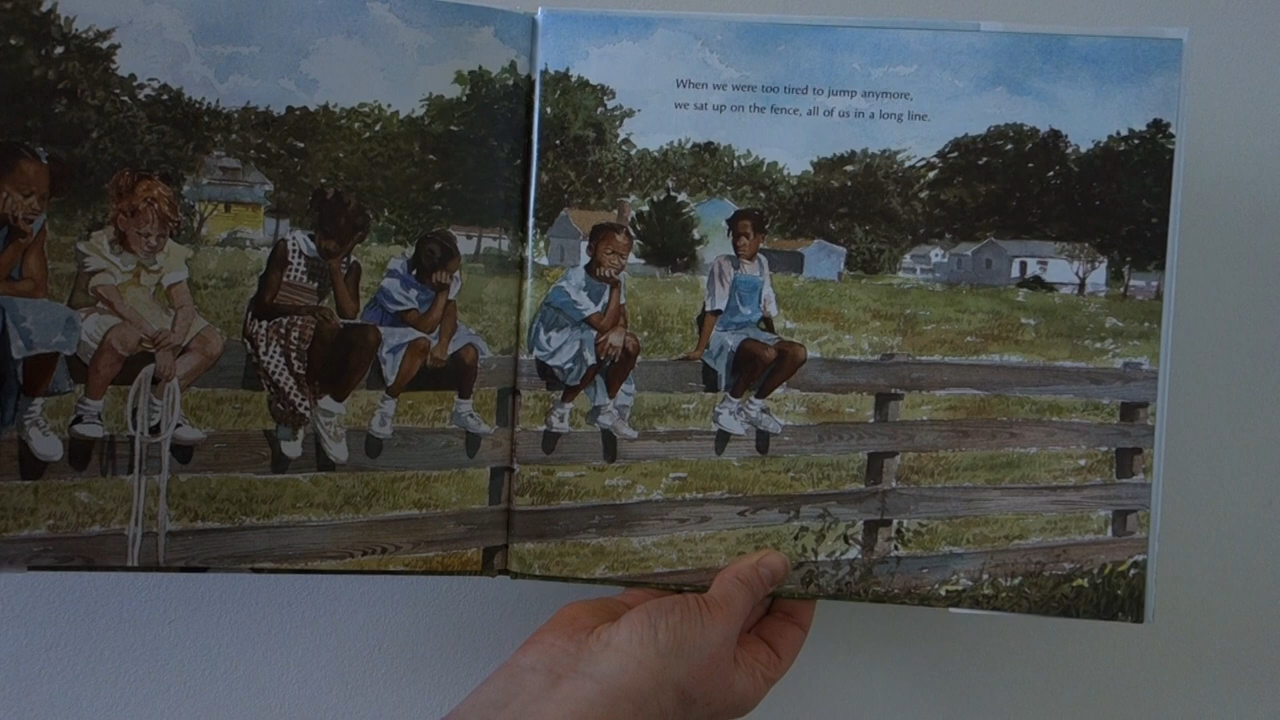 When we were too tired to jump anymore,
we sat up on the fence, all of us in a long line.